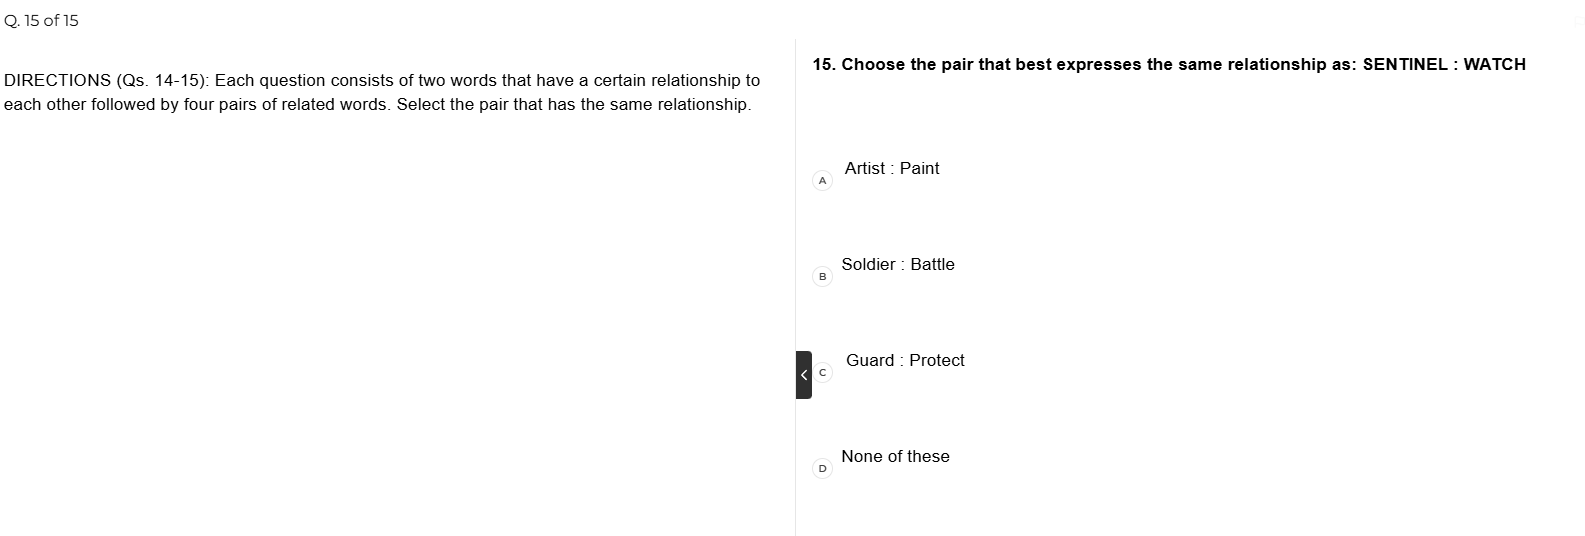 Q. 15 of 15
DIRECTIONS (Qs. 14-15): Each question consists of two words that have a certain relationship to
each other followed by four pairs of related words. Select the pair that has the same relationship.
15. Choose the pair that best expresses the same relationship as: SENTINEL : WATCH
A Artist : Paint
B Soldier : Battle
C Guard : Protect
D None of these